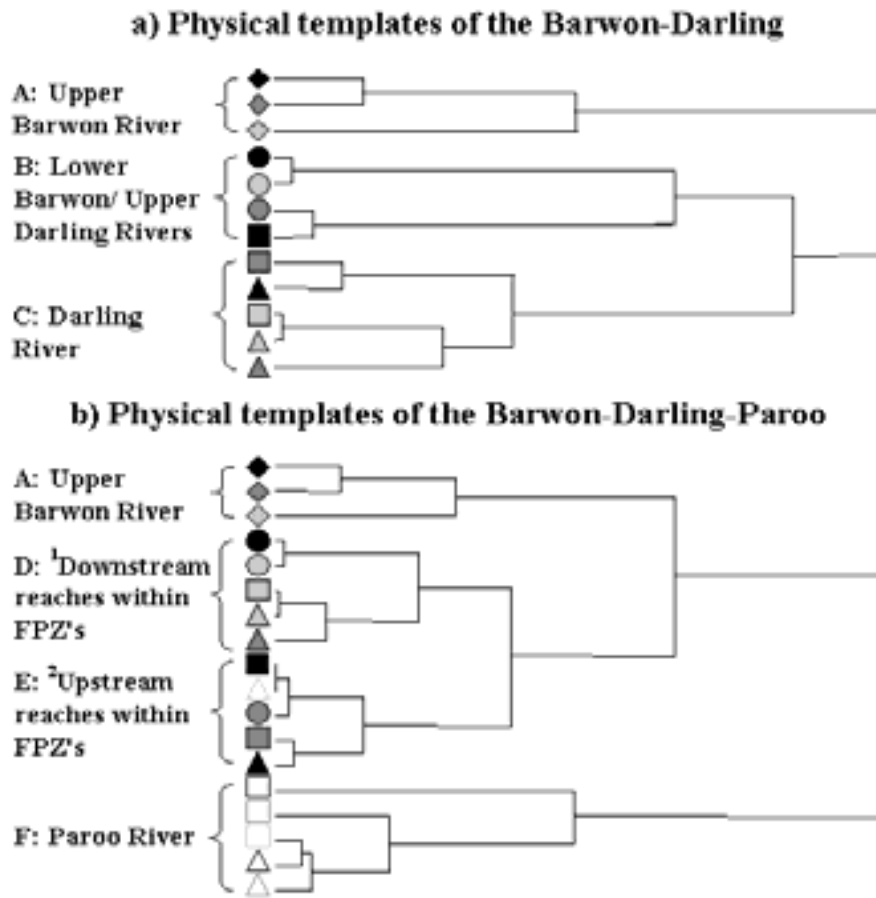 a) Physical templates of the Barwon-Darling
A: Upper
Barwon River
B: Lower
Barwon/ Upper
Darling Rivers
C: Darling
River
b) Physical templates of the Barwon-Darling-Paroo
A: Upper
Barwon River
D: ¹Downstream
reaches within
FPZ's
E: ²Upstream
reaches within
FPZ's
F: Paroo River